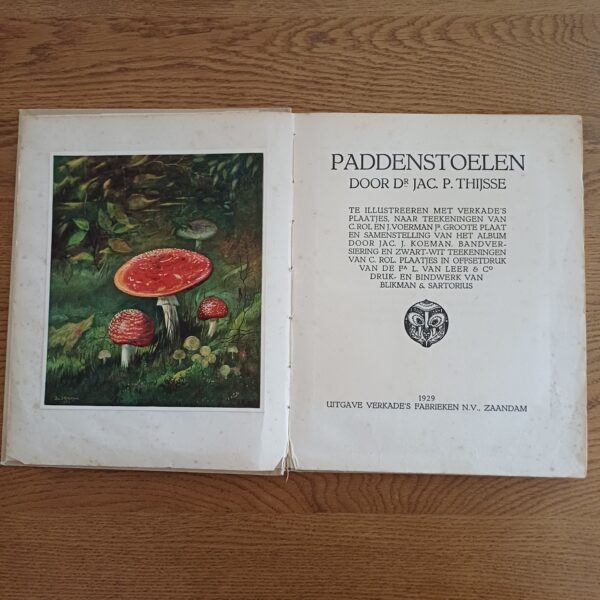 PADDENSTOELEN
DOOR DR JAC. P. THIJSSE
TE ILLUSTREEREN MET VERKADE'S
PLAATJES, NAAR TEEKENINGEN VAN
C. ROL EN J. VOERMAN JR. GROOTE PLAAT
EN SAMENSTELLING VAN HET ALBUM
DOOR JAC. J. KOEMAN. BANDVER-
SIERING EN ZWART-WIT TEEKENINGEN
VAN C. ROL. PLAATJES IN OFFSETDRUK
VAN DE FA L. VAN LEER & CO
DRUK- EN BINDWERK VAN
BLIKMAN & SARTORIUS
1929
UITGAVE VERKADE'S FABRIEKEN N.V., ZAANDAM